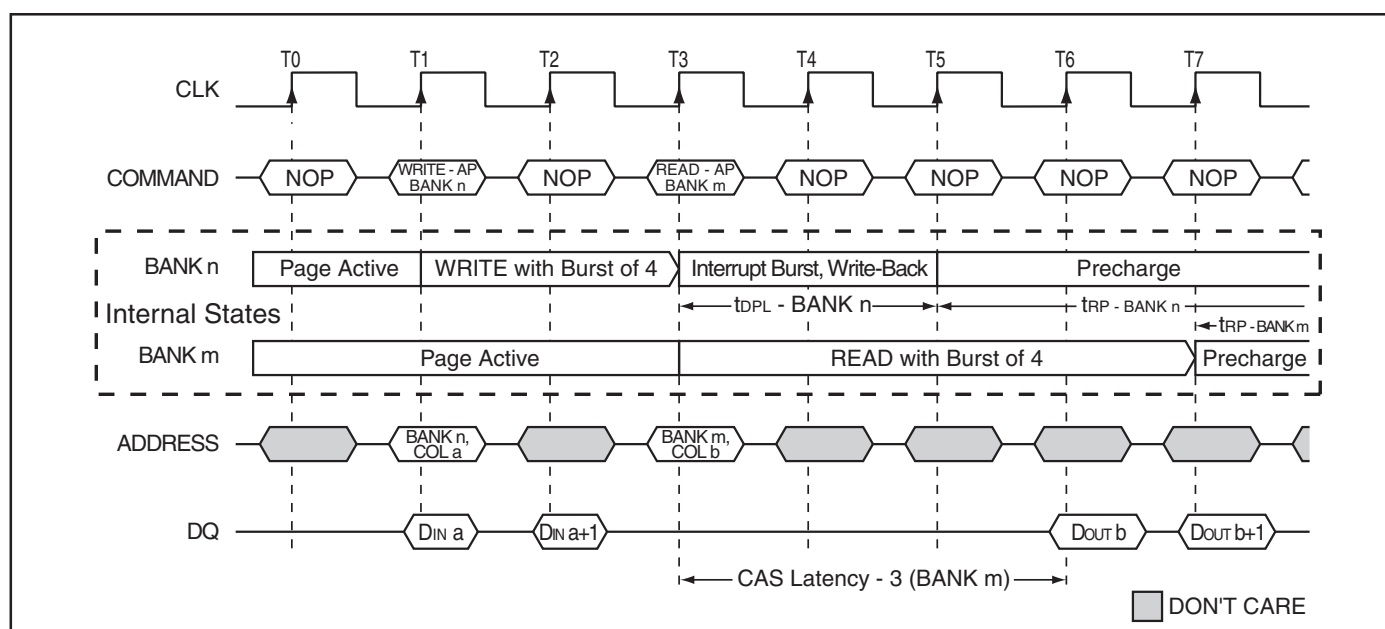 T0 T1 T2 T3 T4 T5 T6 T7
CLK
COMMAND NOP WRITE - AP NOP READ - AP NOP NOP NOP NOP
BANK n BANK m
BANK n Page Active WRITE with Burst of 4 Interrupt Burst, Write-Back Precharge
tDPL - BANK n tRP - BANK n
Internal States
tRP - BANK m
BANK m Page Active READ with Burst of 4 Precharge
ADDRESS BANK n, BANK m,
COL a COL b
DQ DIN a DIN a+1 DOUT b DOUT b+1
CAS Latency - 3 (BANK m)
DON'T CARE